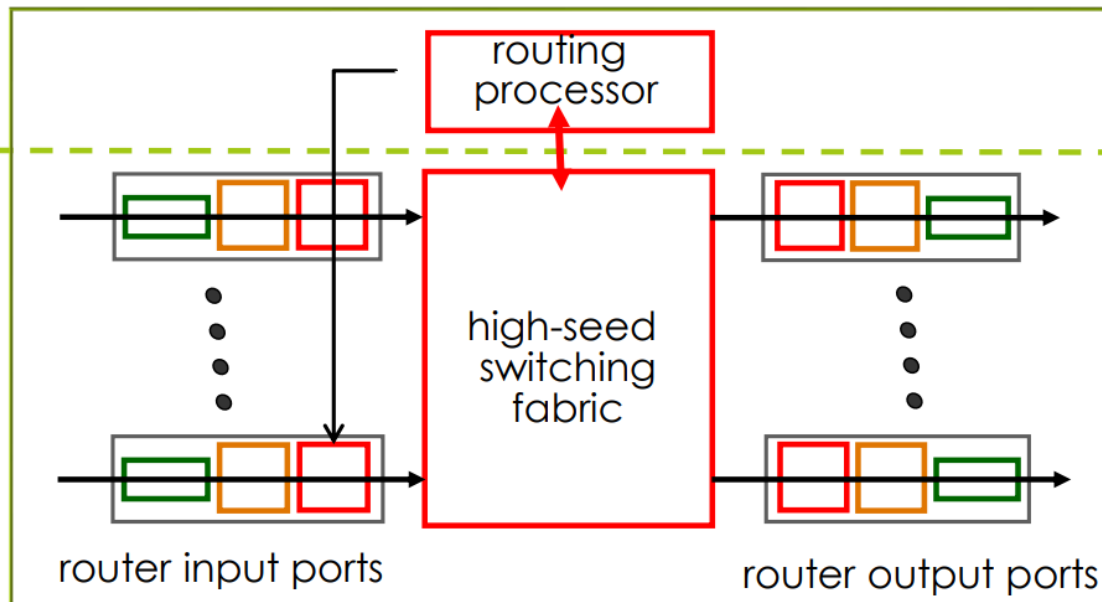 routing
processor
high-seed
switching
fabric
router input ports
router output ports